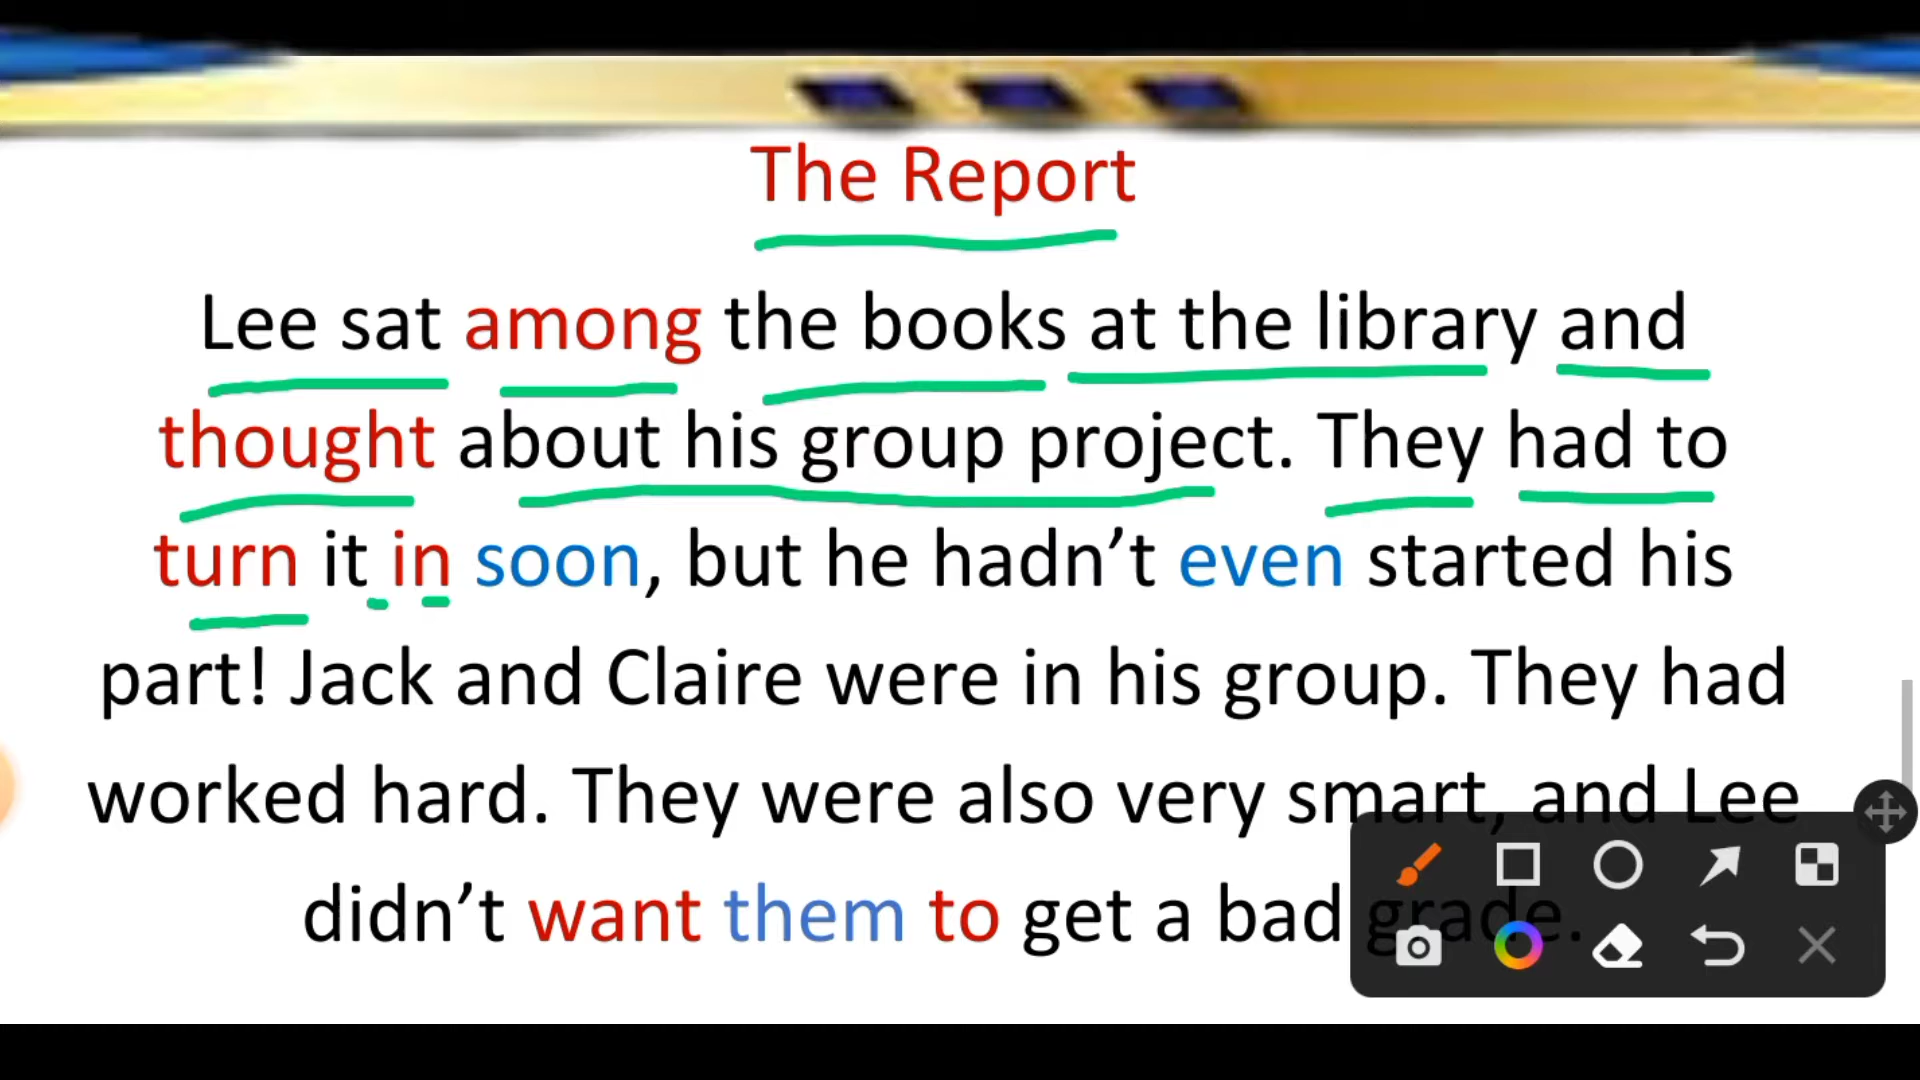 The Report
Lee sat among the books at the library and
thought about his group project. They had to
turn it in soon, but he hadn’t even started his
part! Jack and Claire were in his group. They had
worked hard. They were also very smart, and Lee
didn’t want them to get a bad grade.